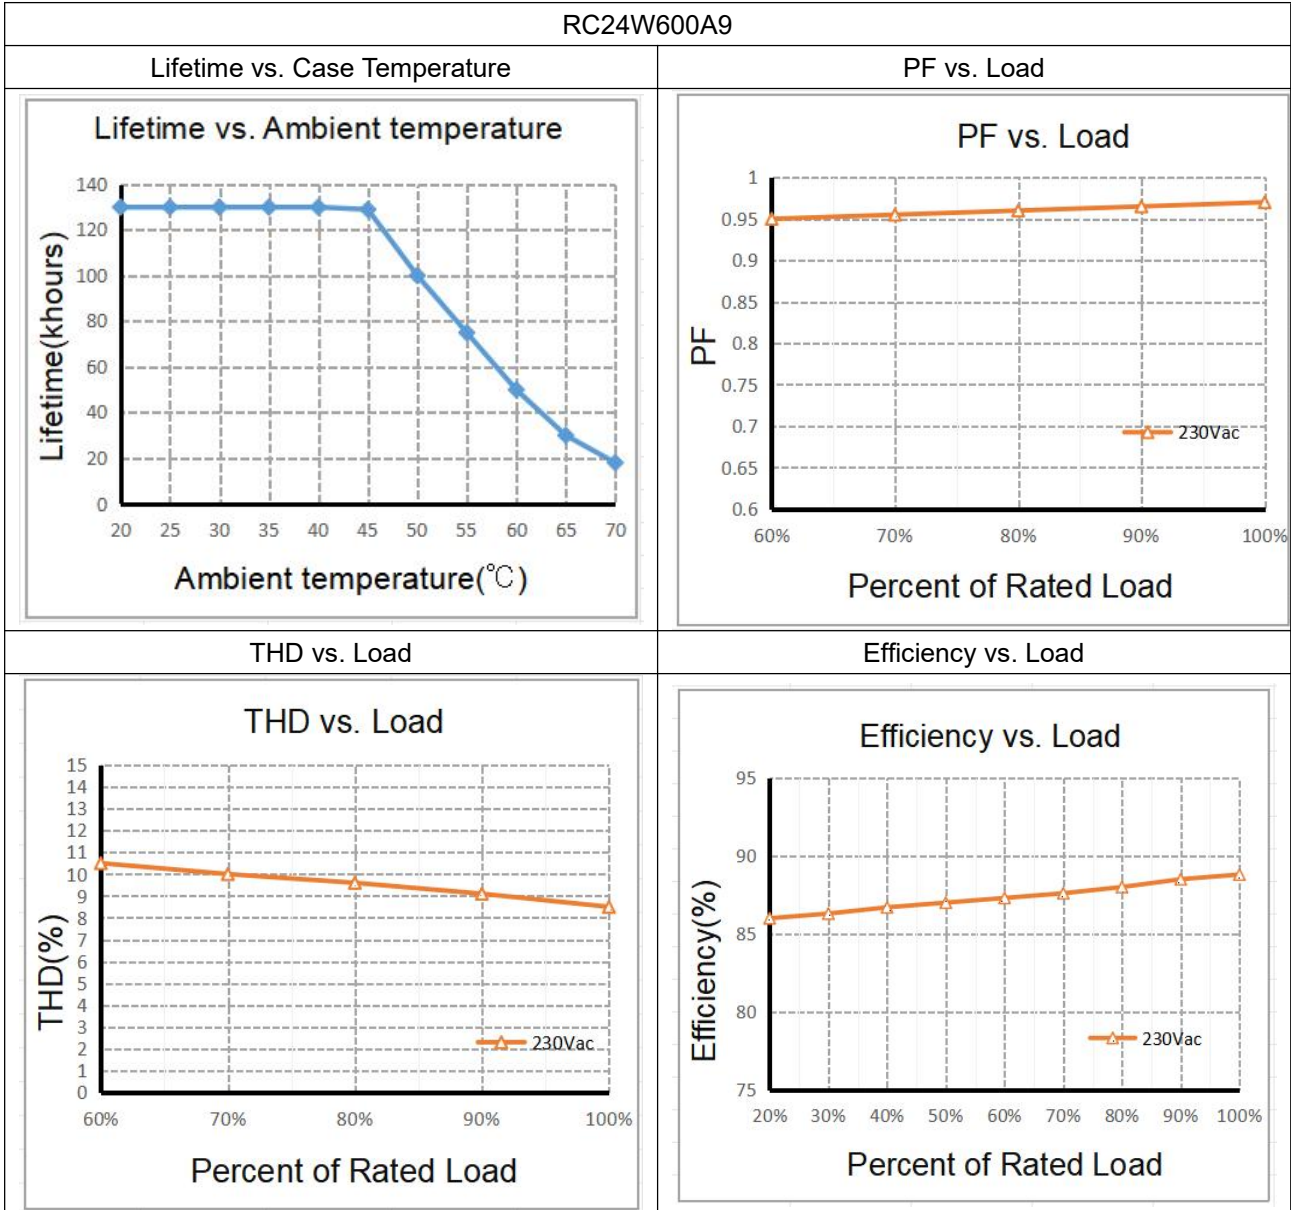 RC24W600A9
Lifetime vs. Case Temperature
PF vs. Load
Lifetime vs. Ambient temperature
Lifetime(khours)
140
120
100
80
60
40
20
0
20 25 30 35 40 45 50 55 60 65 70
Ambient temperature(℃)
PF vs. Load
PF
1
0.95
0.9
0.85
0.8
0.75
0.7
0.65
0.6
230Vac
60% 70% 80% 90% 100%
Percent of Rated Load
THD vs. Load
Efficiency vs. Load
THD vs. Load
THD(%)
15
14
13
12
11
10
9
8
7
6
5
4
3
2
1
0
230Vac
60% 70% 80% 90% 100%
Percent of Rated Load
Efficiency vs. Load
Efficiency(%)
95
90
85
80
75
230Vac
20% 30% 40% 50% 60% 70% 80% 90% 100%
Percent of Rated Load